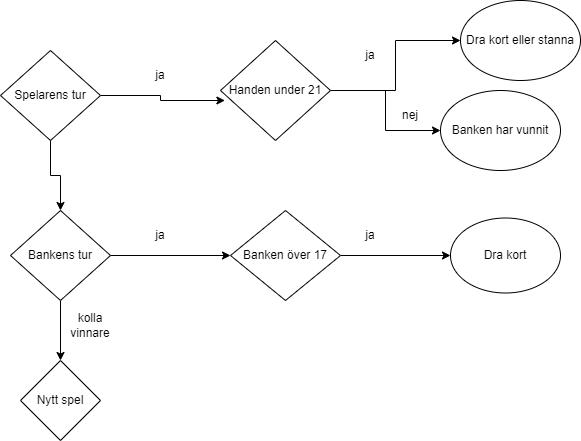 Dra kort eller stanna
ja
ja
Spelarens tur
Handen under 21
nej
Banken har vunnit
ja
ja
Bankens tur
Banken över 17
Dra kort
kolla
vinnare
Nytt spel